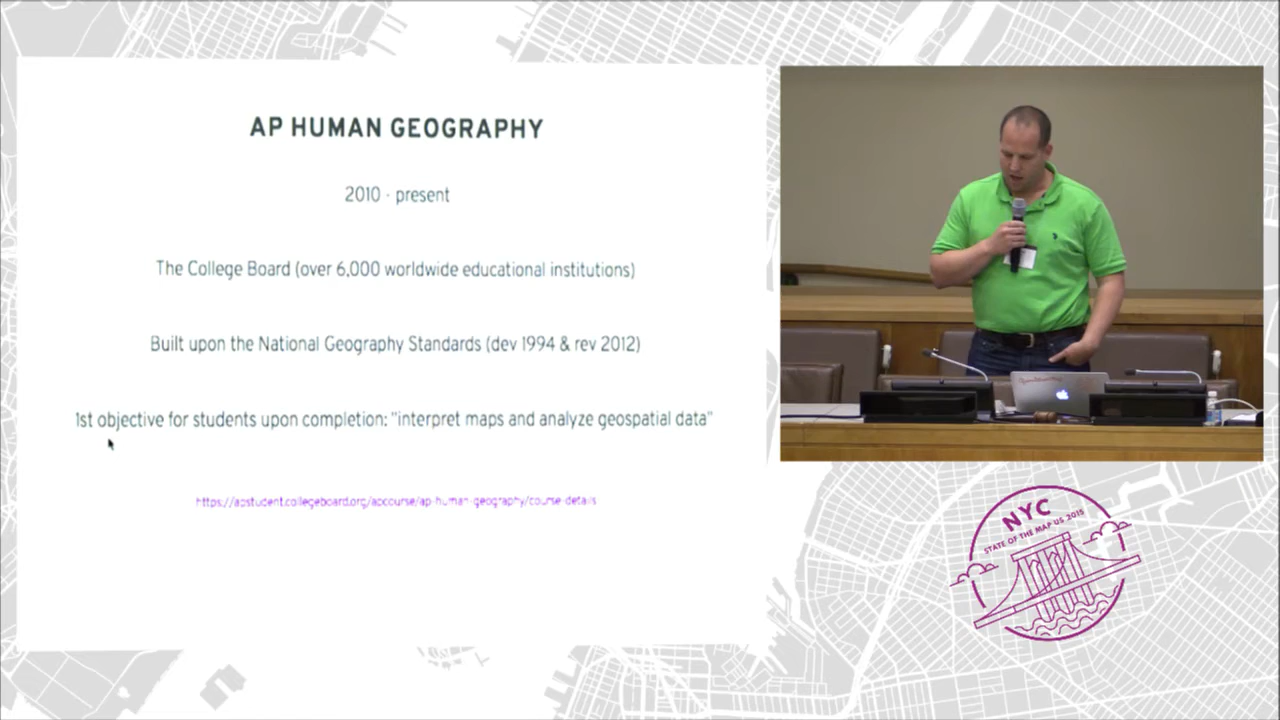 AP HUMAN GEOGRAPHY
2010 - present
The College Board (over 6,000 worldwide educational institutions)
Built upon the National Geography Standards (dev 1994 & rev 2012)
1st objective for students upon completion: "interpret maps and analyze geospatial data"
https://apstudent.collegeboard.org/apcourse/ap-human-geography/course-details
NYC
STATE OF THE MAP US 2015